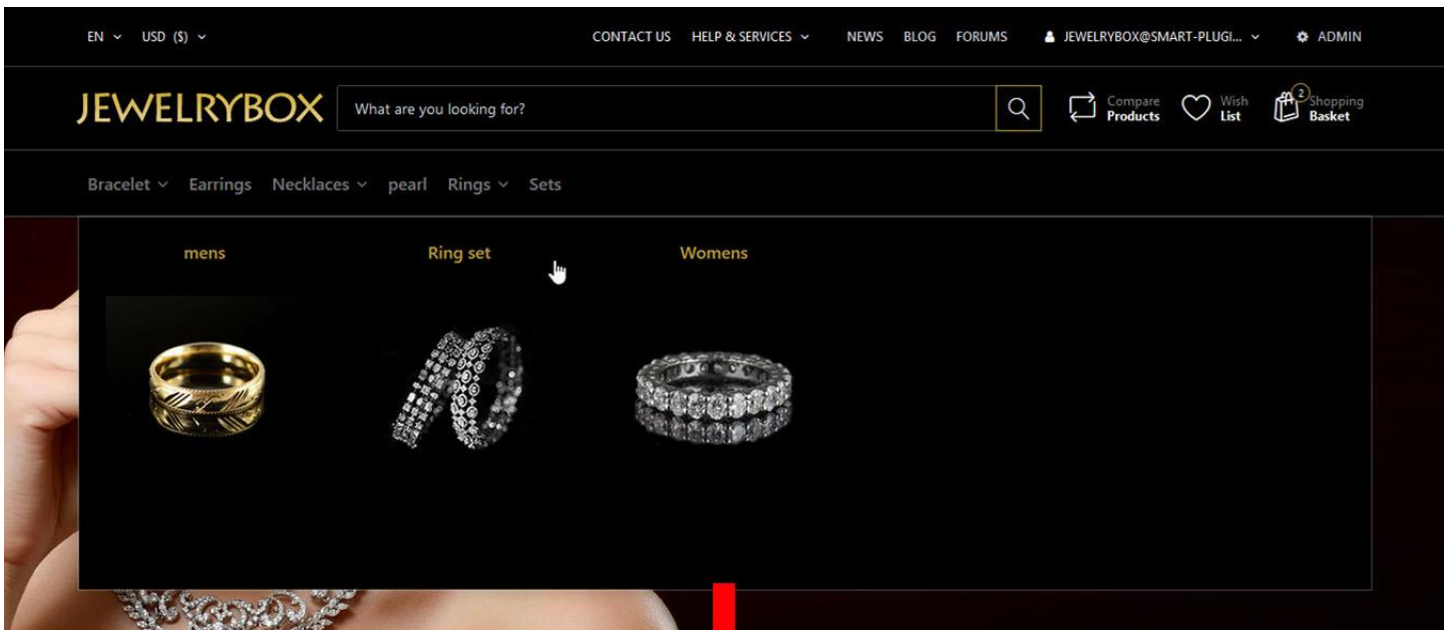 EN USD ($) CONTACT US HELP & SERVICES NEWS BLOG FORUMS JEWELRYBOX@SMART-PLUGI... ADMIN
JEWELRYBOX What are you looking for? Compare Products Wish List 2 Shopping Basket
Bracelet Earrings Necklaces pearl Rings Sets
mens Ring set Womens